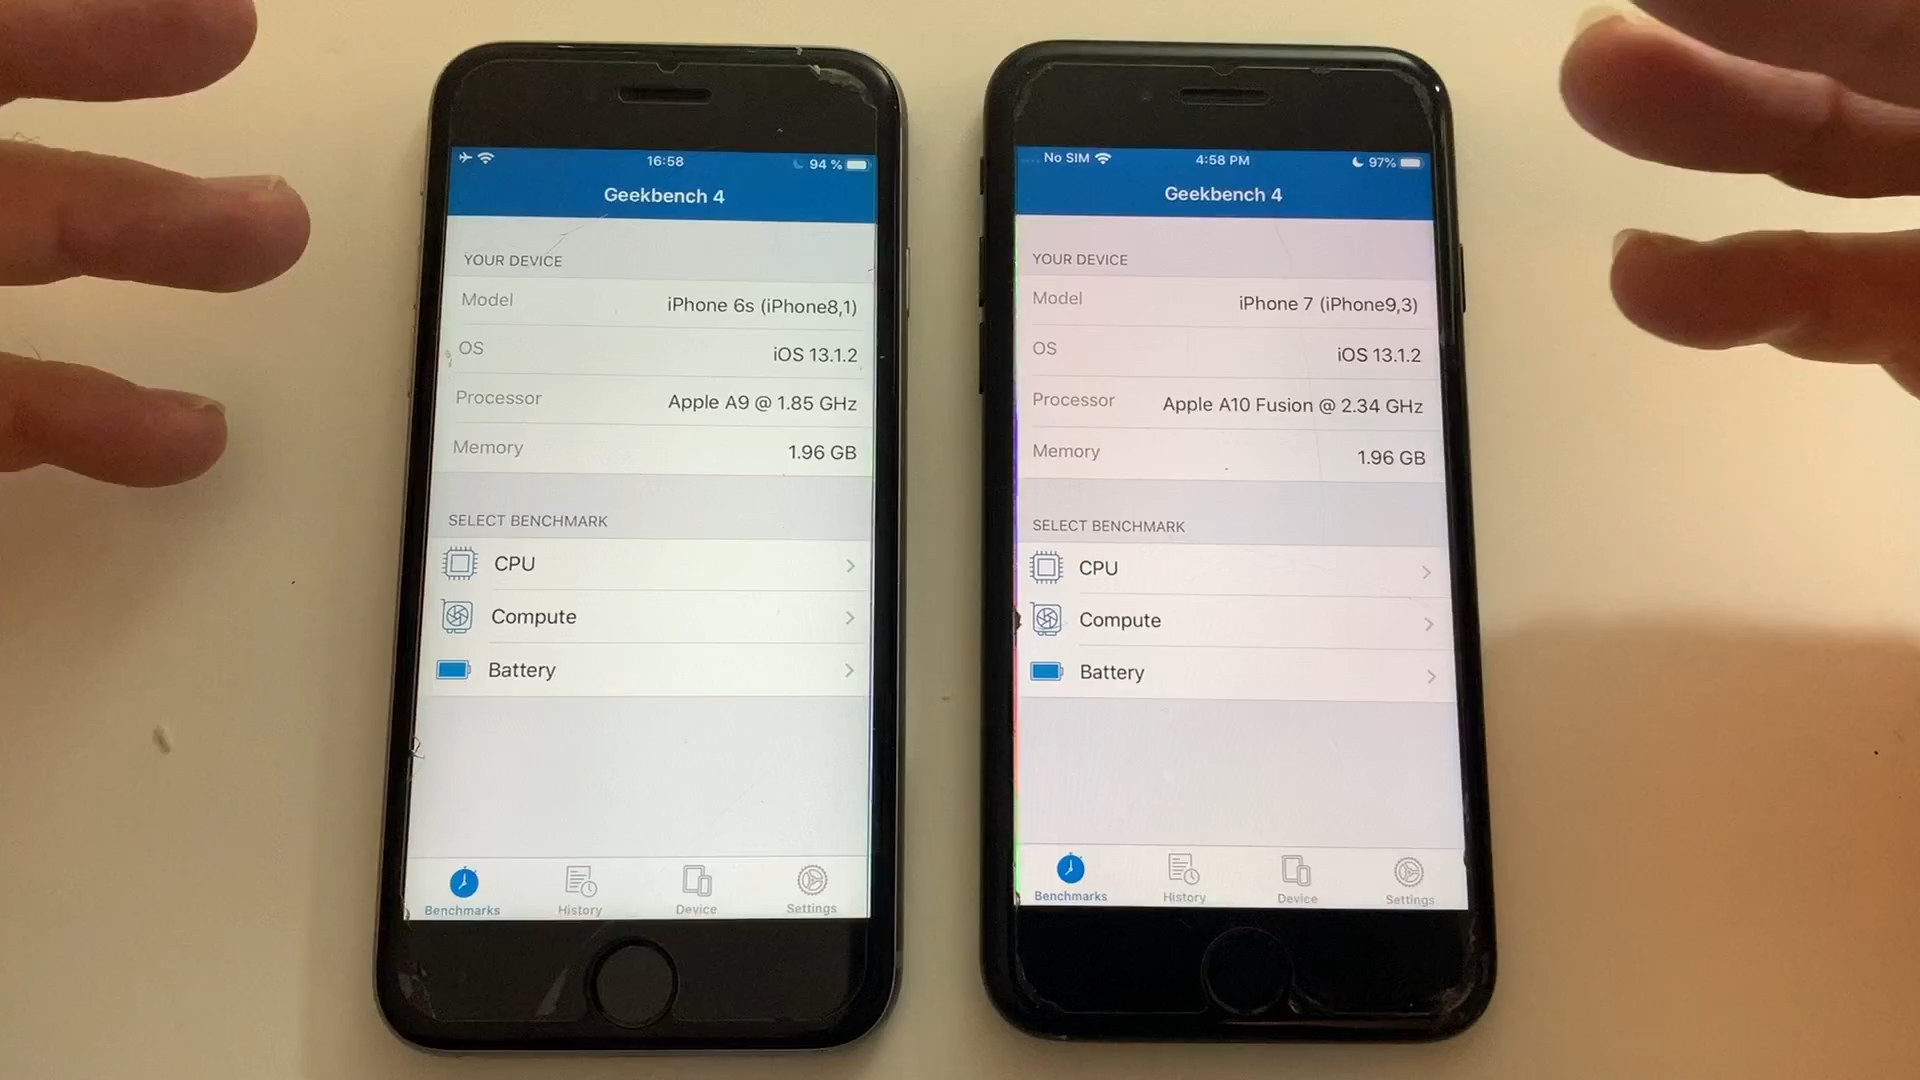 16:58
94 %
Geekbench 4
YOUR DEVICE
Model iPhone 6s (iPhone8,1)
OS iOS 13.1.2
Processor Apple A9 @ 1.85 GHz
Memory 1.96 GB
SELECT BENCHMARK
CPU
Compute
Battery
Benchmarks History Device Settings
No SIM 4:58 PM 97%
Geekbench 4
YOUR DEVICE
Model iPhone 7 (iPhone9,3)
OS iOS 13.1.2
Processor Apple A10 Fusion @ 2.34 GHz
Memory 1.96 GB
SELECT BENCHMARK
CPU
Compute
Battery
Benchmarks History Device Settings